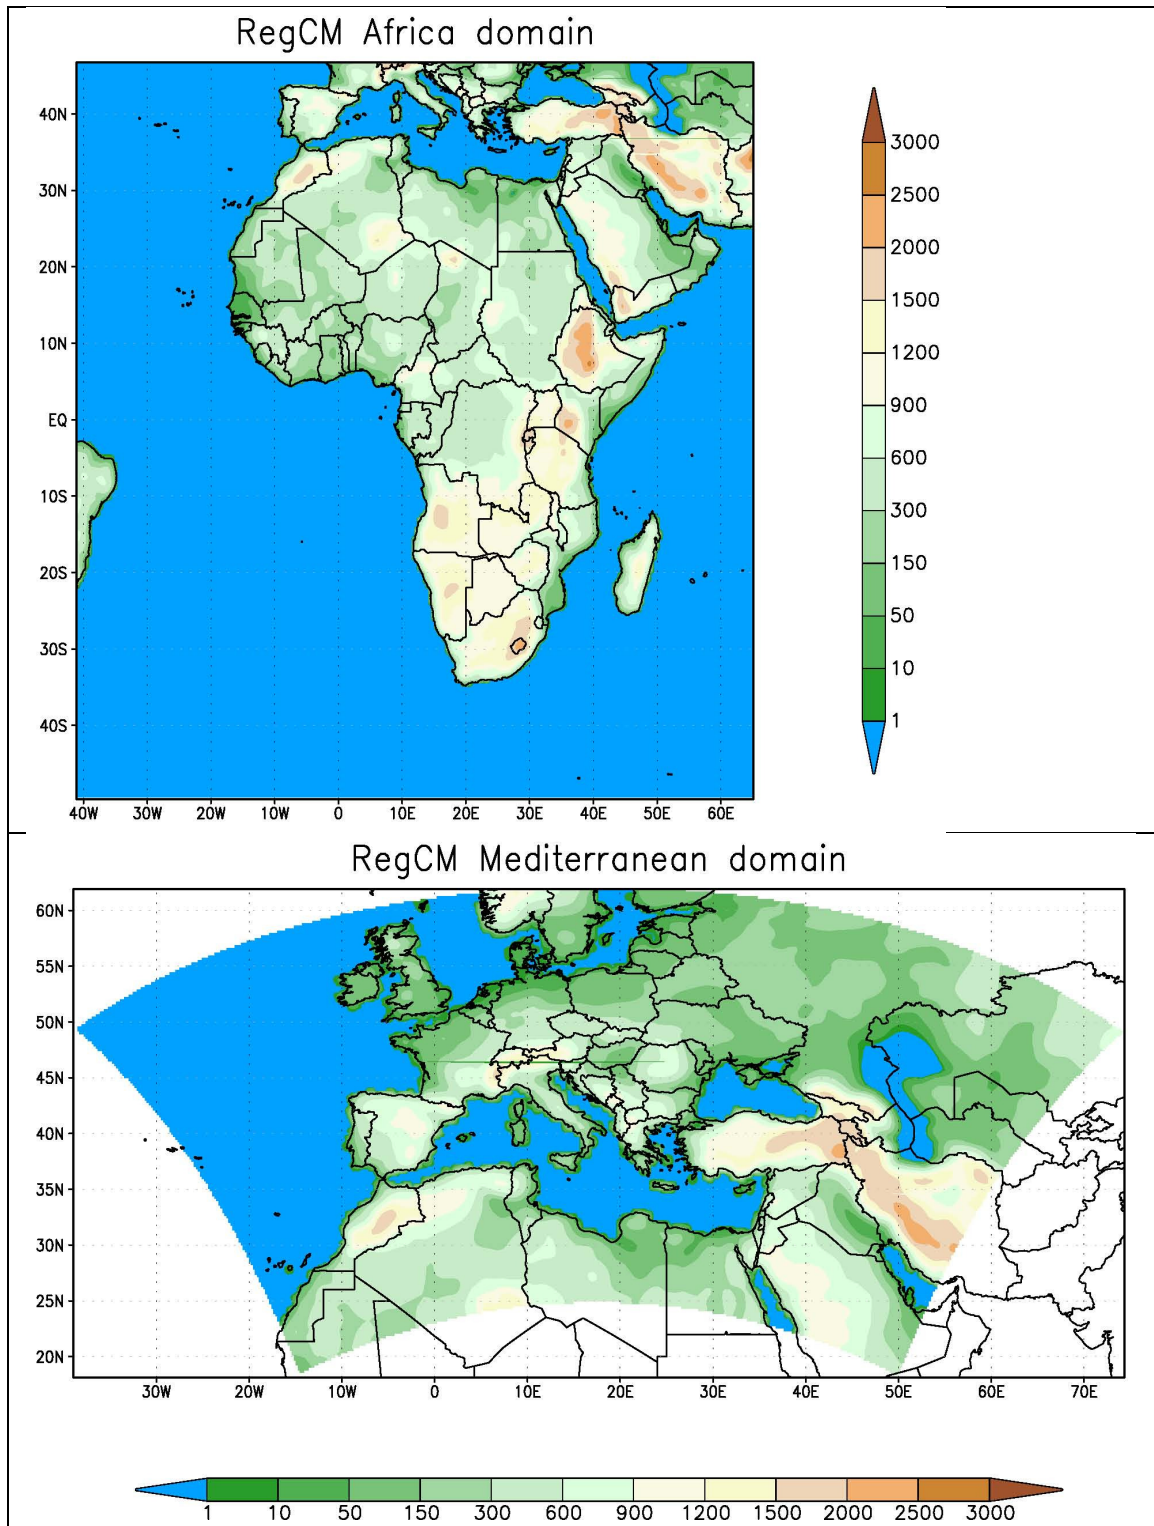 RegCM Africa domain
40N
30N
20N
10N
EQ
10S
20S
30S
40S
40W 30W 20W 10W 0 10E 20E 30E 40E 50E 60E
3000
2500
2000
1500
1200
900
600
300
150
50
10
1
RegCM Mediterranean domain
60N
55N
50N
45N
40N
35N
30N
25N
20N
30W 20W 10W 0 10E 20E 30E 40E 50E 60E 70E
1 10 50 150 300 600 900 1200 1500 2000 2500 3000